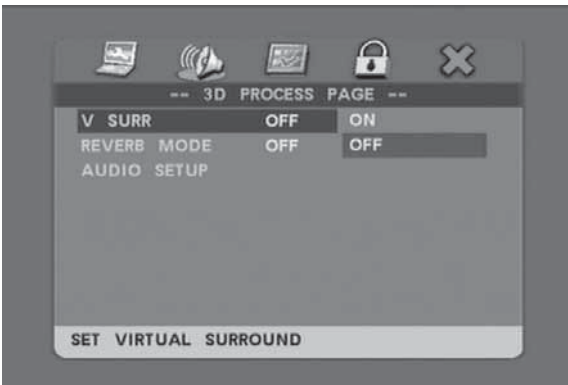 -- 3D PROCESS PAGE --
V SURR OFF ON
REVERB MODE OFF OFF
AUDIO SETUP
SET VIRTUAL SURROUND